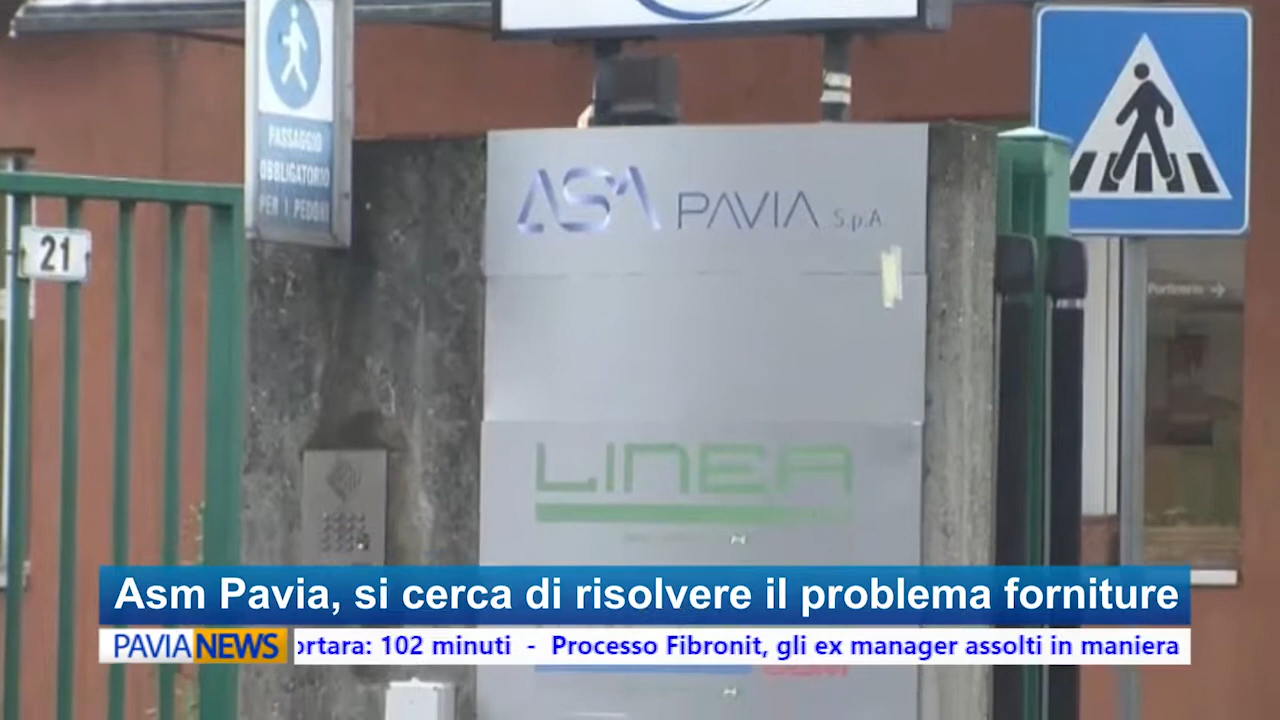 PASSAGGIO
OBBLIGATORIO
PER I PEDONI
21
ASM PAVIA S.p.A
Portineria →
LINEA
Asm Pavia, si cerca di risolvere il problema forniture
PAVIA NEWS
ortara: 102 minuti - Processo Fibronit, gli ex manager assolti in maniera